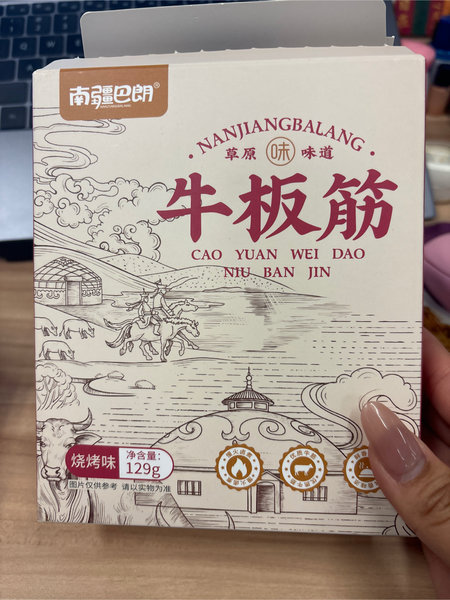 南疆巴朗®
NANJIANGBALANG
· NANJIANGBALANG ·
草原 味 味道
牛板筋
CAO YUAN WEI DAO
NIU BAN JIN
烧烤味
净含量:
129g
图片仅供参考 请以实物为准